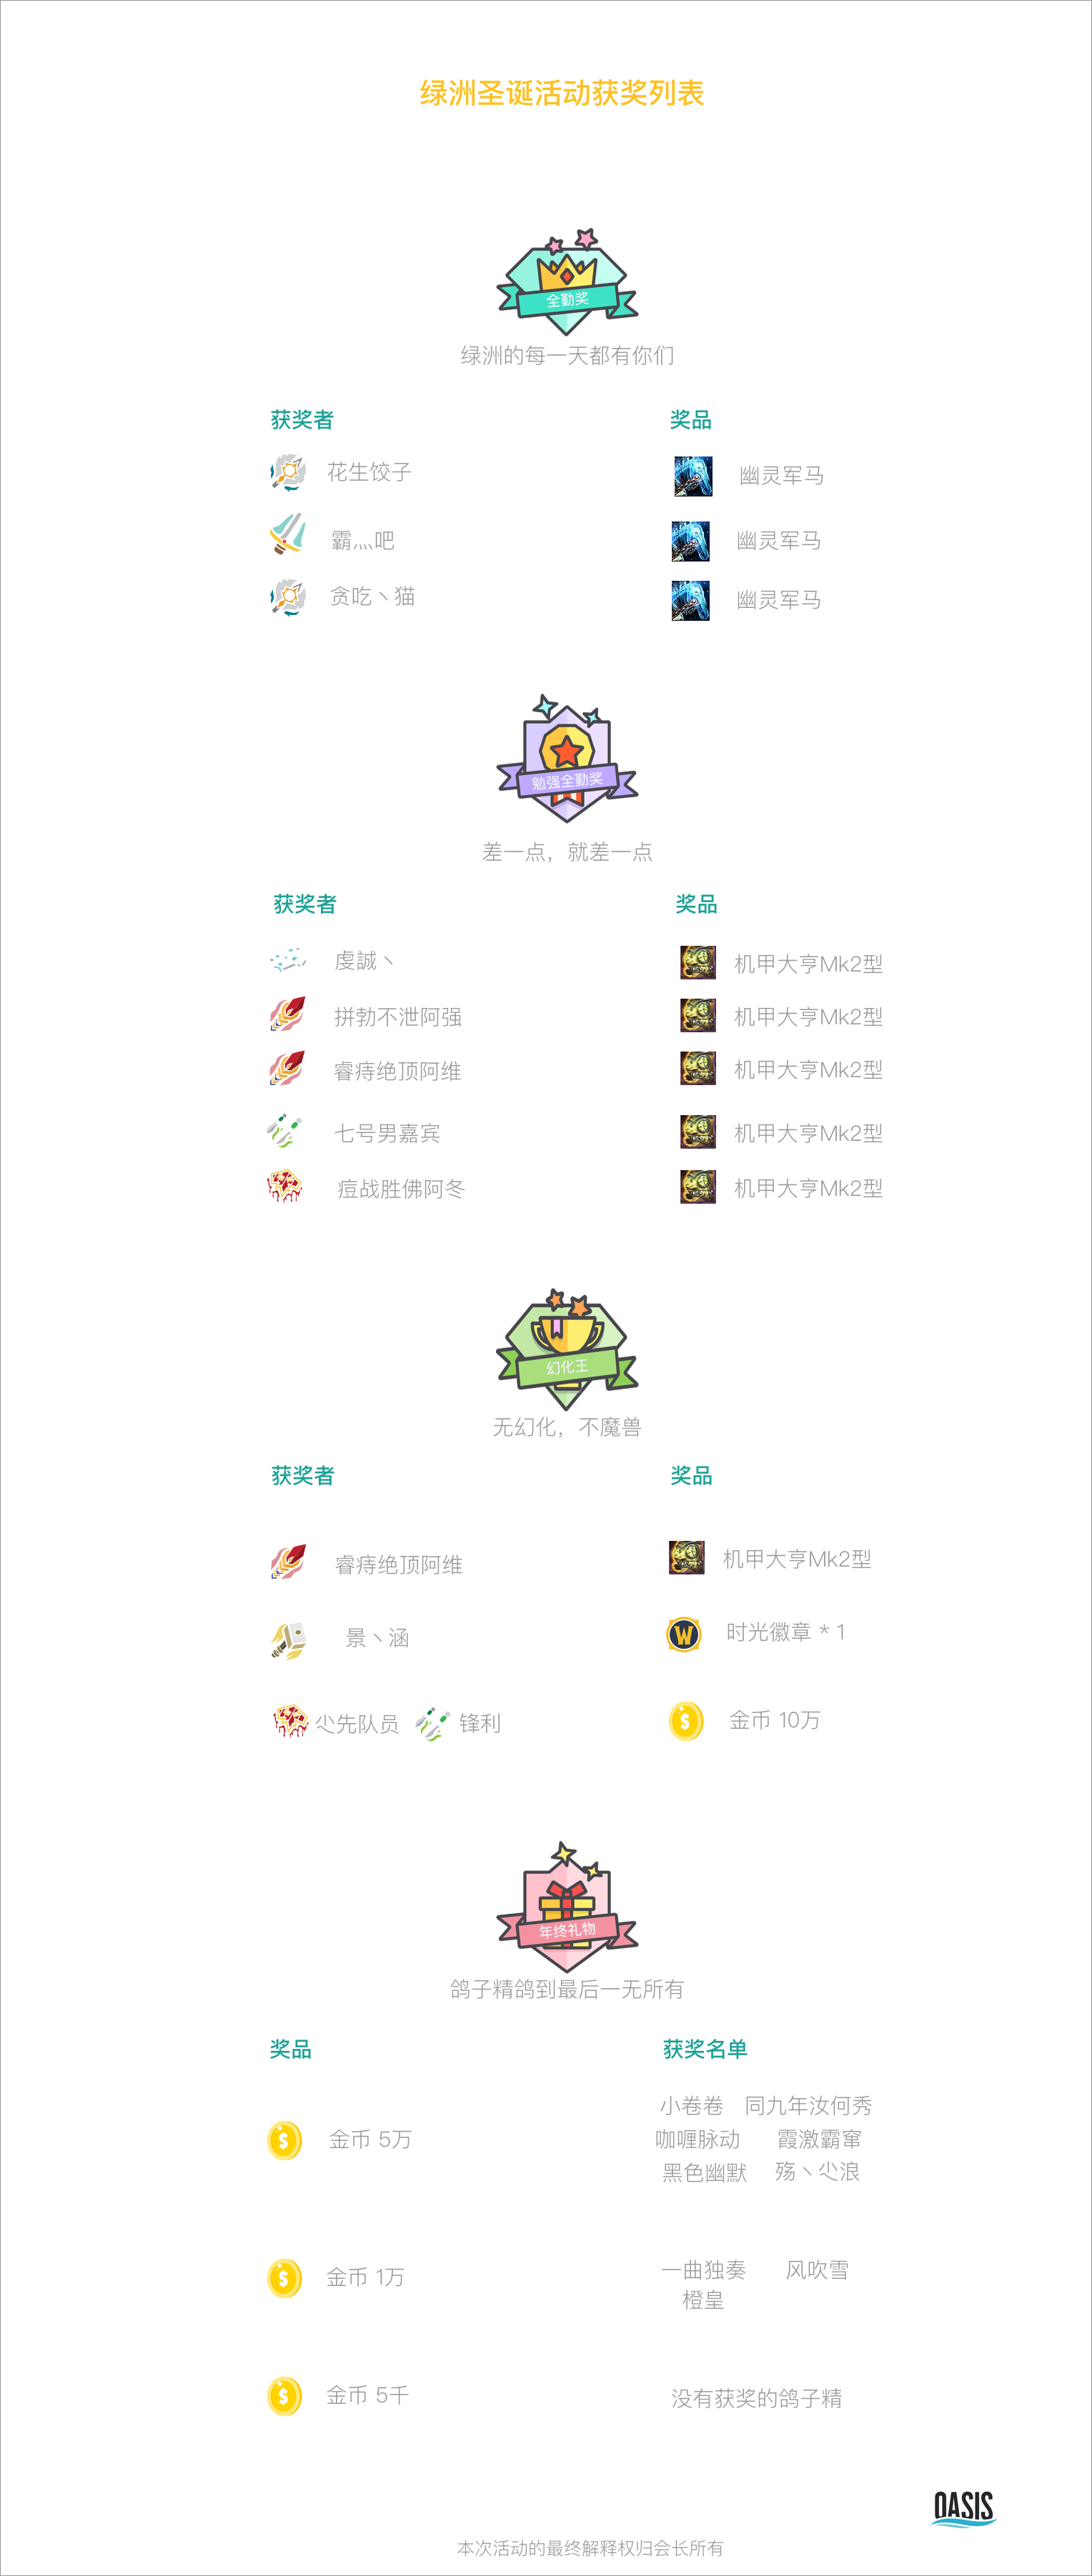 绿洲圣诞活动获奖列表
全勤奖
绿洲的每一天都有你们
获奖者 奖品
花生饺子 幽灵军马
霸灬吧 幽灵军马
贪吃丶猫 幽灵军马
勉强全勤奖
差一点，就差一点
获奖者 奖品
虔誠丶 机甲大亨Mk2型
拼勃不泄阿强 机甲大亨Mk2型
睿痔绝顶阿维 机甲大亨Mk2型
七号男嘉宾 机甲大亨Mk2型
痘战胜佛阿冬 机甲大亨Mk2型
幻化王
无幻化，不魔兽
获奖者 奖品
睿痔绝顶阿维 机甲大亨Mk2型
景丶涵 时光徽章 * 1
尐先队员 锋利 金币 10万
年终礼物
鸽子精鸽到最后一无所有
奖品 获奖名单
小卷卷 同九年汝何秀
金币 5万 咖喱脉动 霞激霸窜
黑色幽默 殇丶尐浪
金币 1万 一曲独奏 风吹雪
橙皇
金币 5千 没有获奖的鸽子精
OASIS
本次活动的最终解释权归会长所有